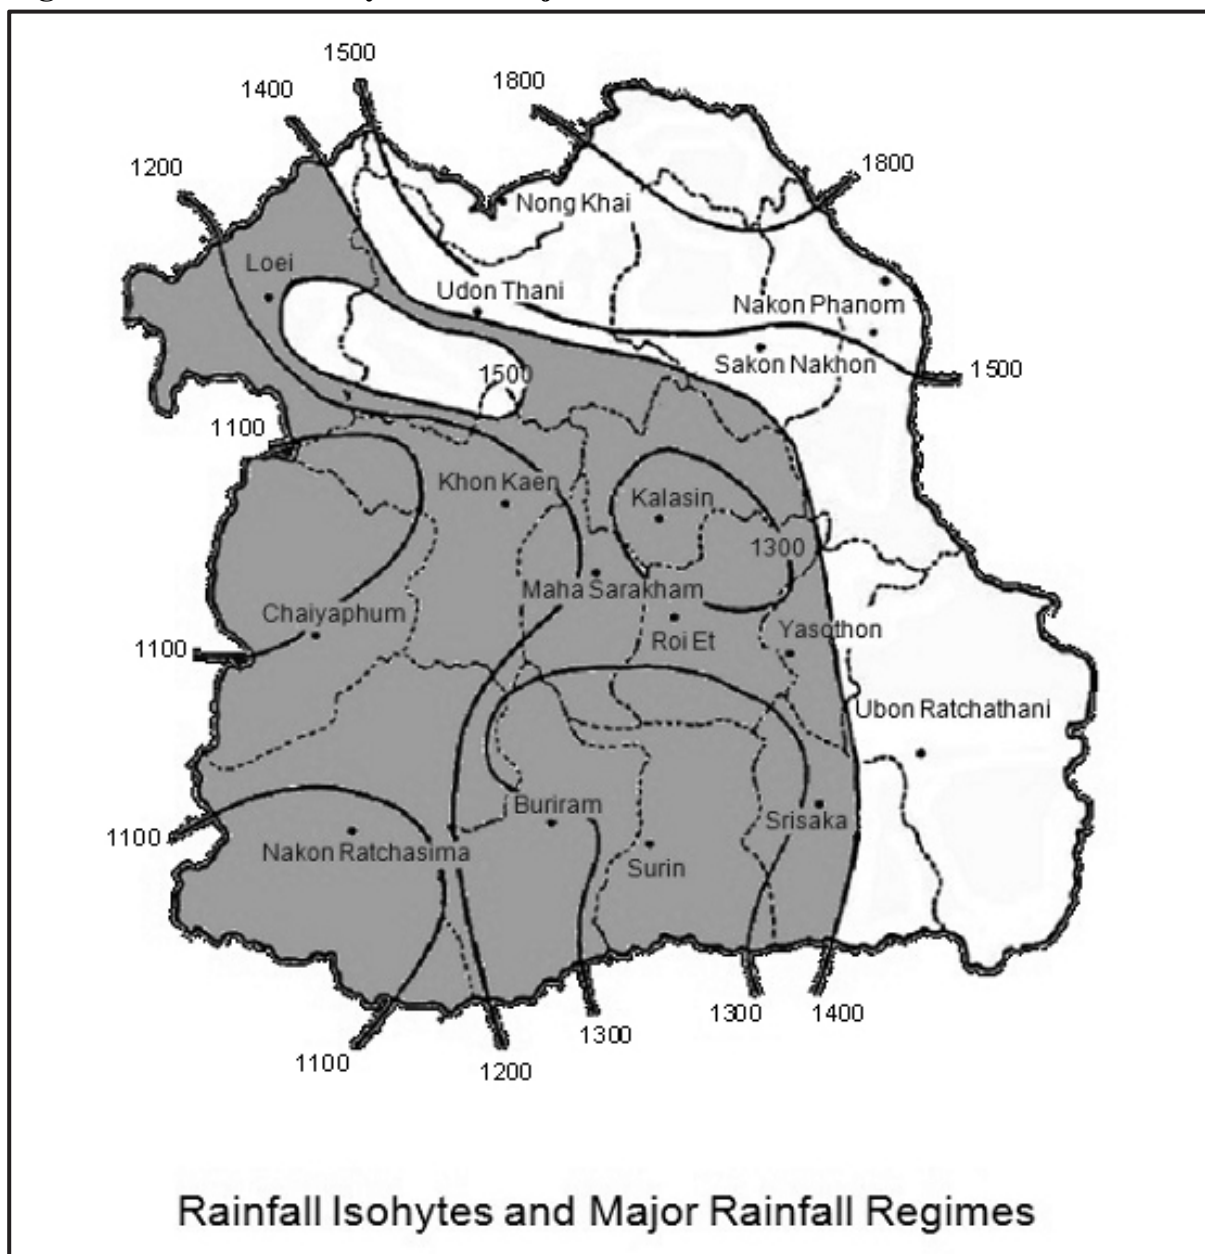 1500
1400
1800
1200
1800
Nong Khai
Loei
Udon Thani
Nakon Phanom
Sakon Nakhon
1500
1500
1100
Khon Kaen
Kalasin
1300
Maha Sarakham
Chaiyaphum
Yasothon
Roi Et
1100
Ubon Ratchathani
Buriram
Srisaka
1100
Nakon Ratchasima
Surin
1300
1400
1300
1100
1200
Rainfall Isohytes and Major Rainfall Regimes